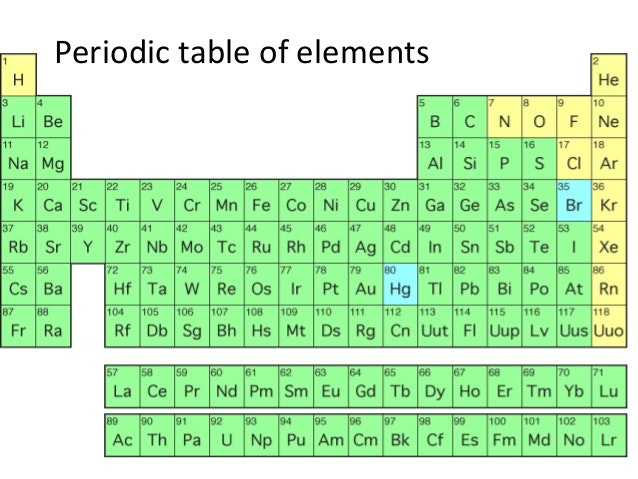 Periodic table of elements
1 2
H He
3 4 5 6 7 8 9 10
Li Be B C N O F Ne
11 12 13 14 15 16 17 18
Na Mg Al Si P S Cl Ar
19 20 21 22 23 24 25 26 27 28 29 30 31 32 33 34 35 36
K Ca Sc Ti V Cr Mn Fe Co Ni Cu Zn Ga Ge As Se Br Kr
37 38 39 40 41 42 43 44 45 46 47 48 49 50 51 52 53 54
Rb Sr Y Zr Nb Mo Tc Ru Rh Pd Ag Cd In Sn Sb Te I Xe
55 56 72 73 74 75 76 77 78 79 80 81 82 83 84 85 86
Cs Ba Hf Ta W Re Os Ir Pt Au Hg Tl Pb Bi Po At Rn
87 88 104 105 106 107 108 109 110 111 112 113 114 115 116 117 118
Fr Ra Rf Db Sg Bh Hs Mt Ds Rg Cn Uut Fl Uup Lv Uus Uuo
57 58 59 60 61 62 63 64 65 66 67 68 69 70 71
La Ce Pr Nd Pm Sm Eu Gd Tb Dy Ho Er Tm Yb Lu
89 90 91 92 93 94 95 96 97 98 99 100 101 102 103
Ac Th Pa U Np Pu Am Cm Bk Cf Es Fm Md No Lr